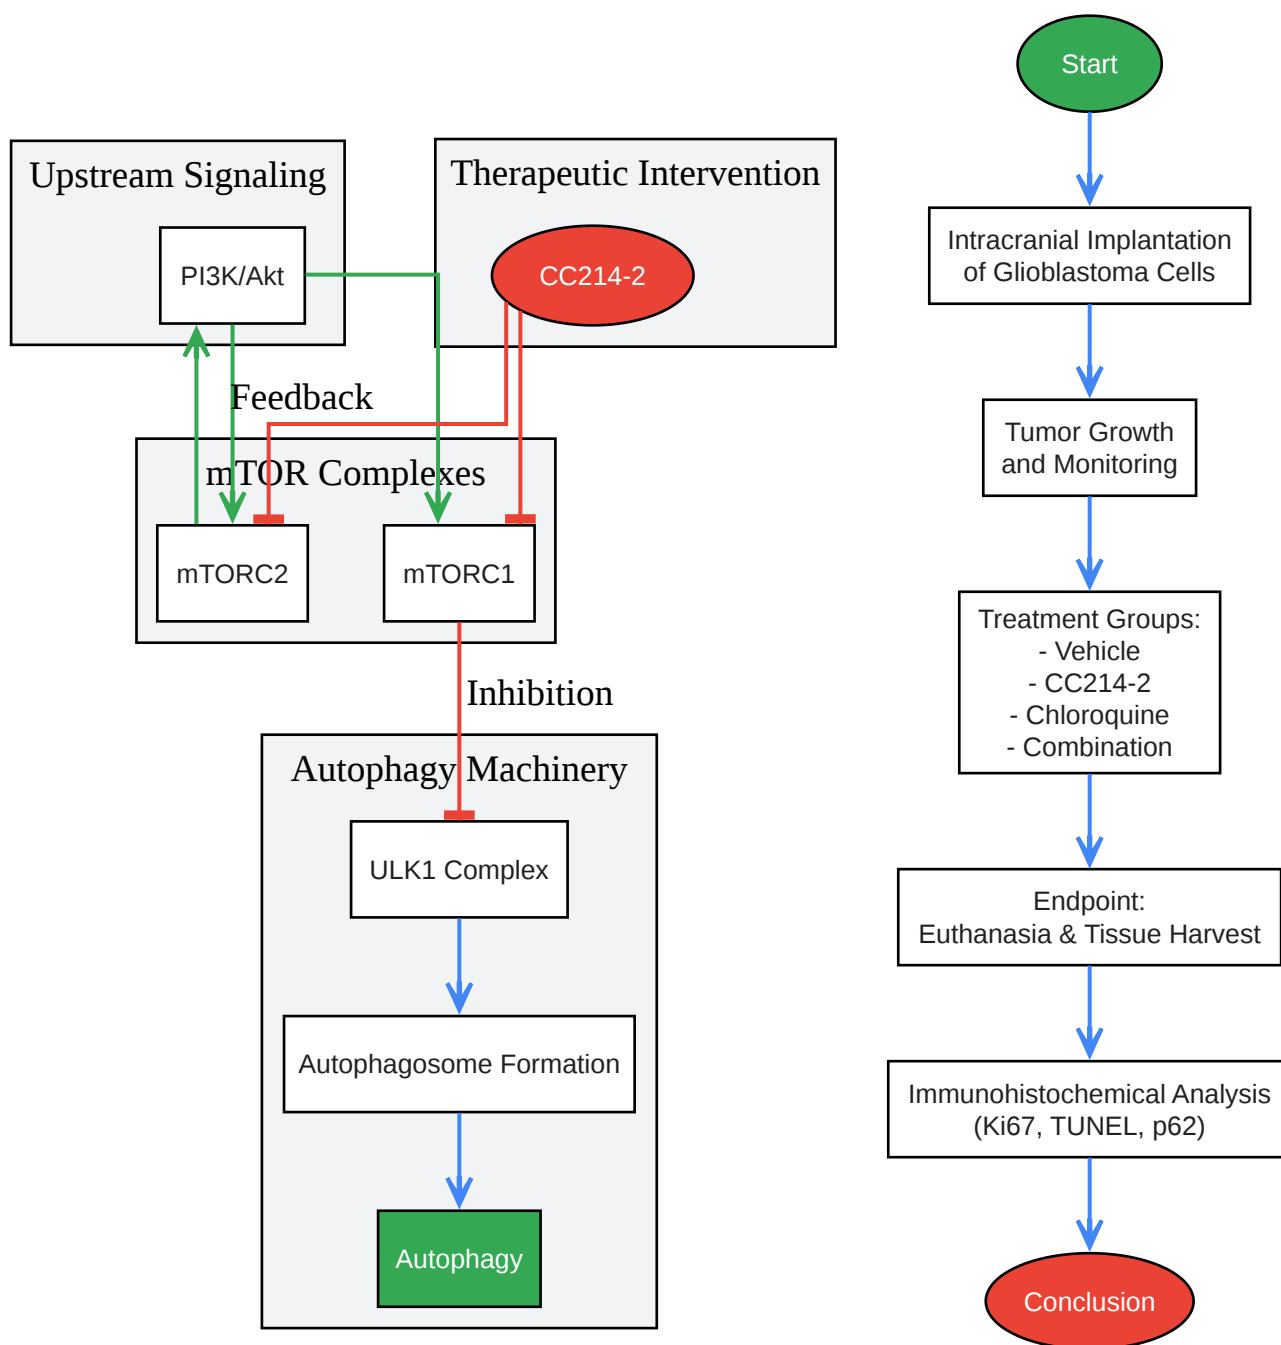 Upstream Signaling
Therapeutic Intervention
PI3K/Akt
CC214-2
Feedback
mTOR Complexes
mTORC2
mTORC1
Inhibition
Autophagy Machinery
ULK1 Complex
Autophagosome Formation
Autophagy
Start
Intracranial Implantation
of Glioblastoma Cells
Tumor Growth
and Monitoring
Treatment Groups:
- Vehicle
- CC214-2
- Chloroquine
- Combination
Endpoint:
Euthanasia & Tissue Harvest
Immunohistochemical Analysis
(Ki67, TUNEL, p62)
Conclusion